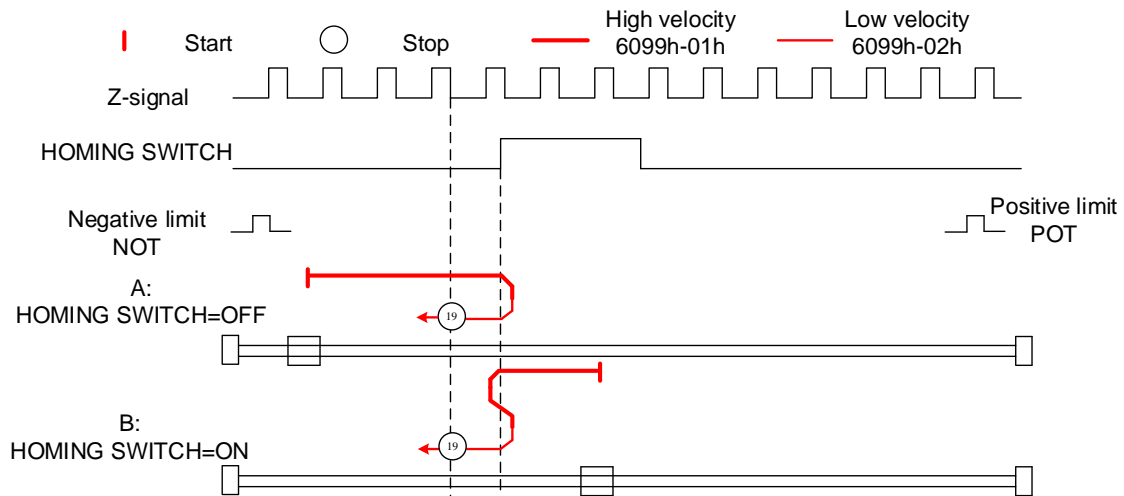 Start
Stop
High velocity
6099h-01h
Low velocity
6099h-02h
Z-signal
HOMING SWITCH
Negative limit
NOT
Positive limit
POT
A:
HOMING SWITCH=OFF
19
B:
HOMING SWITCH=ON
19